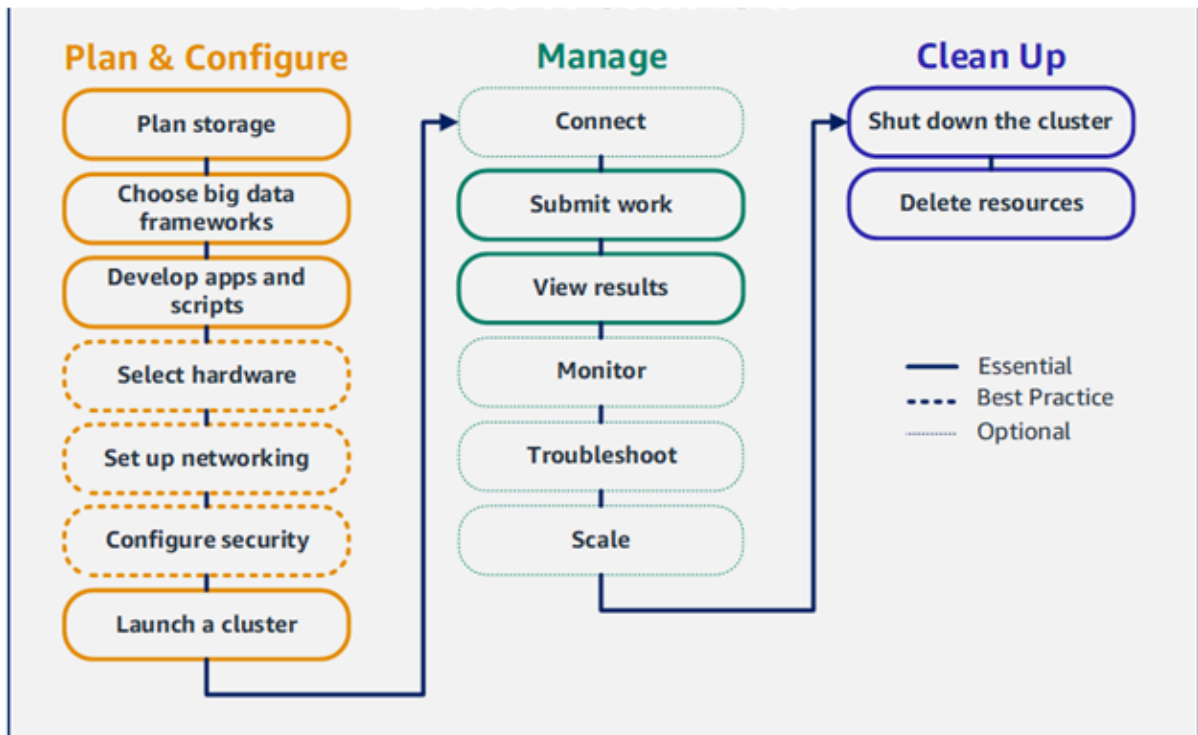 Plan & Configure
Plan storage
Choose big data
frameworks
Develop apps and
scripts
Select hardware
Set up networking
Configure security
Launch a cluster
Manage
Connect
Submit work
View results
Monitor
Troubleshoot
Scale
Clean Up
Shut down the cluster
Delete resources
Essential
Best Practice
Optional